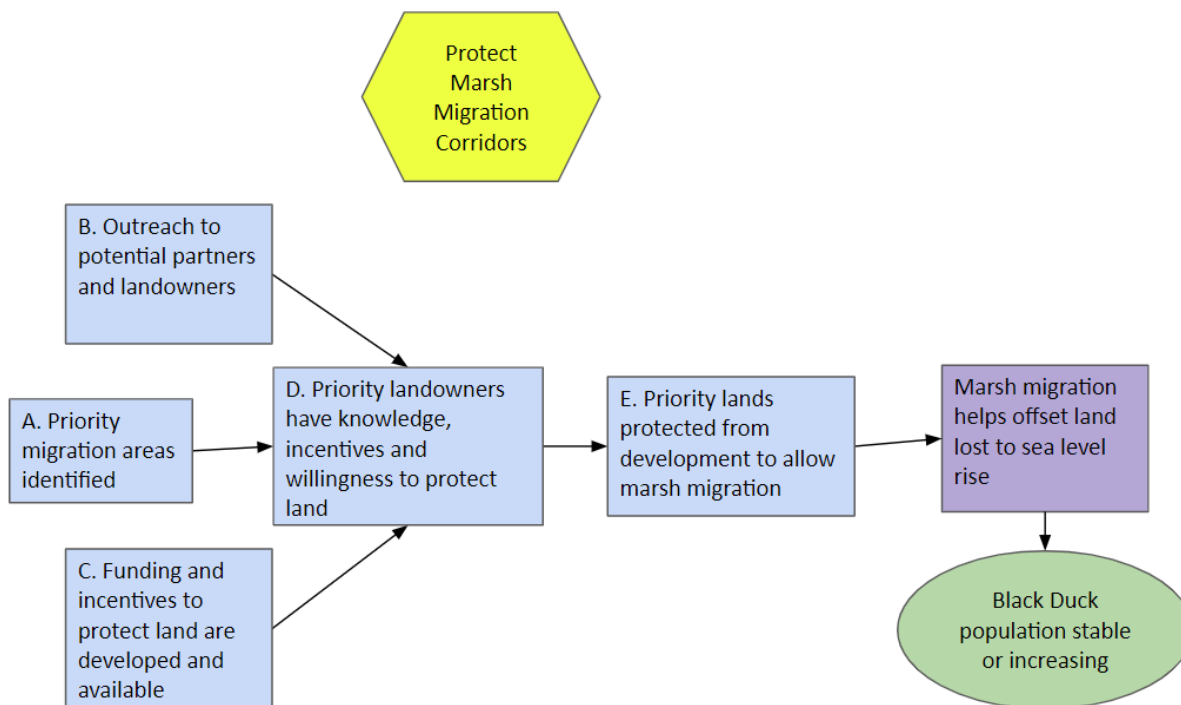 Protect
Marsh
Migration
Corridors
B. Outreach to
potential partners
and landowners
A. Priority
migration areas
identified
C. Funding and
incentives to
protect land are
developed and
available
D. Priority landowners
have knowledge,
incentives and
willingness to protect
land
E. Priority lands
protected from
development to allow
marsh migration
Marsh migration
helps offset land
lost to sea level
rise
Black Duck
population stable
or increasing